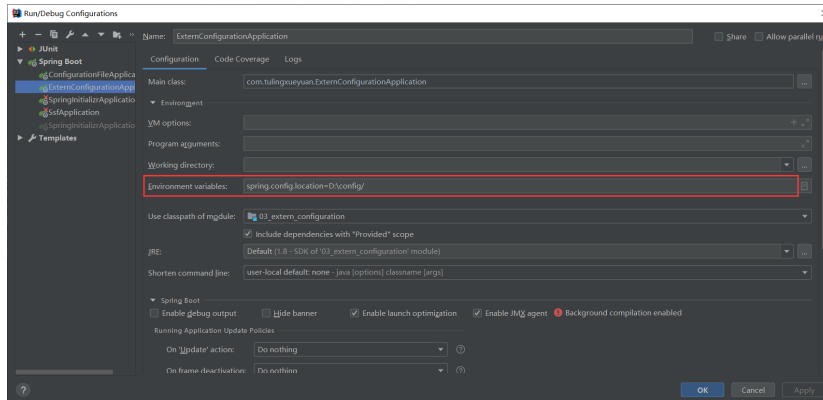 Run/Debug Configurations
Name: ExternConfigurationApplication Share Allow parallel ru
JUnit
Spring Boot
ConfigurationFileApplica
ExternConfigurationApp
SpringInitializrApplicatio
SsfApplication
SpringInitializrApplicatio
Templates
Configuration Code Coverage Logs
Main class: com.tulingxueyuan.ExternConfigurationApplication ...
Environment
VM options:
Program arguments:
Working directory: ...
Environment variables: spring.config.location=D:\config/
Use classpath of module: 03_extern_configuration
Include dependencies with "Provided" scope
JRE: Default (1.8 - SDK of '03_extern_configuration' module) ...
Shorten command line: user-local default: none - java [options] classname [args]
Spring Boot
Enable debug output Hide banner Enable launch optimization Enable JMX agent Background compilation enabled
Running Application Update Policies
On 'Update' action: Do nothing ?
On frame deactivation: Do nothing ?
? OK Cancel Apply